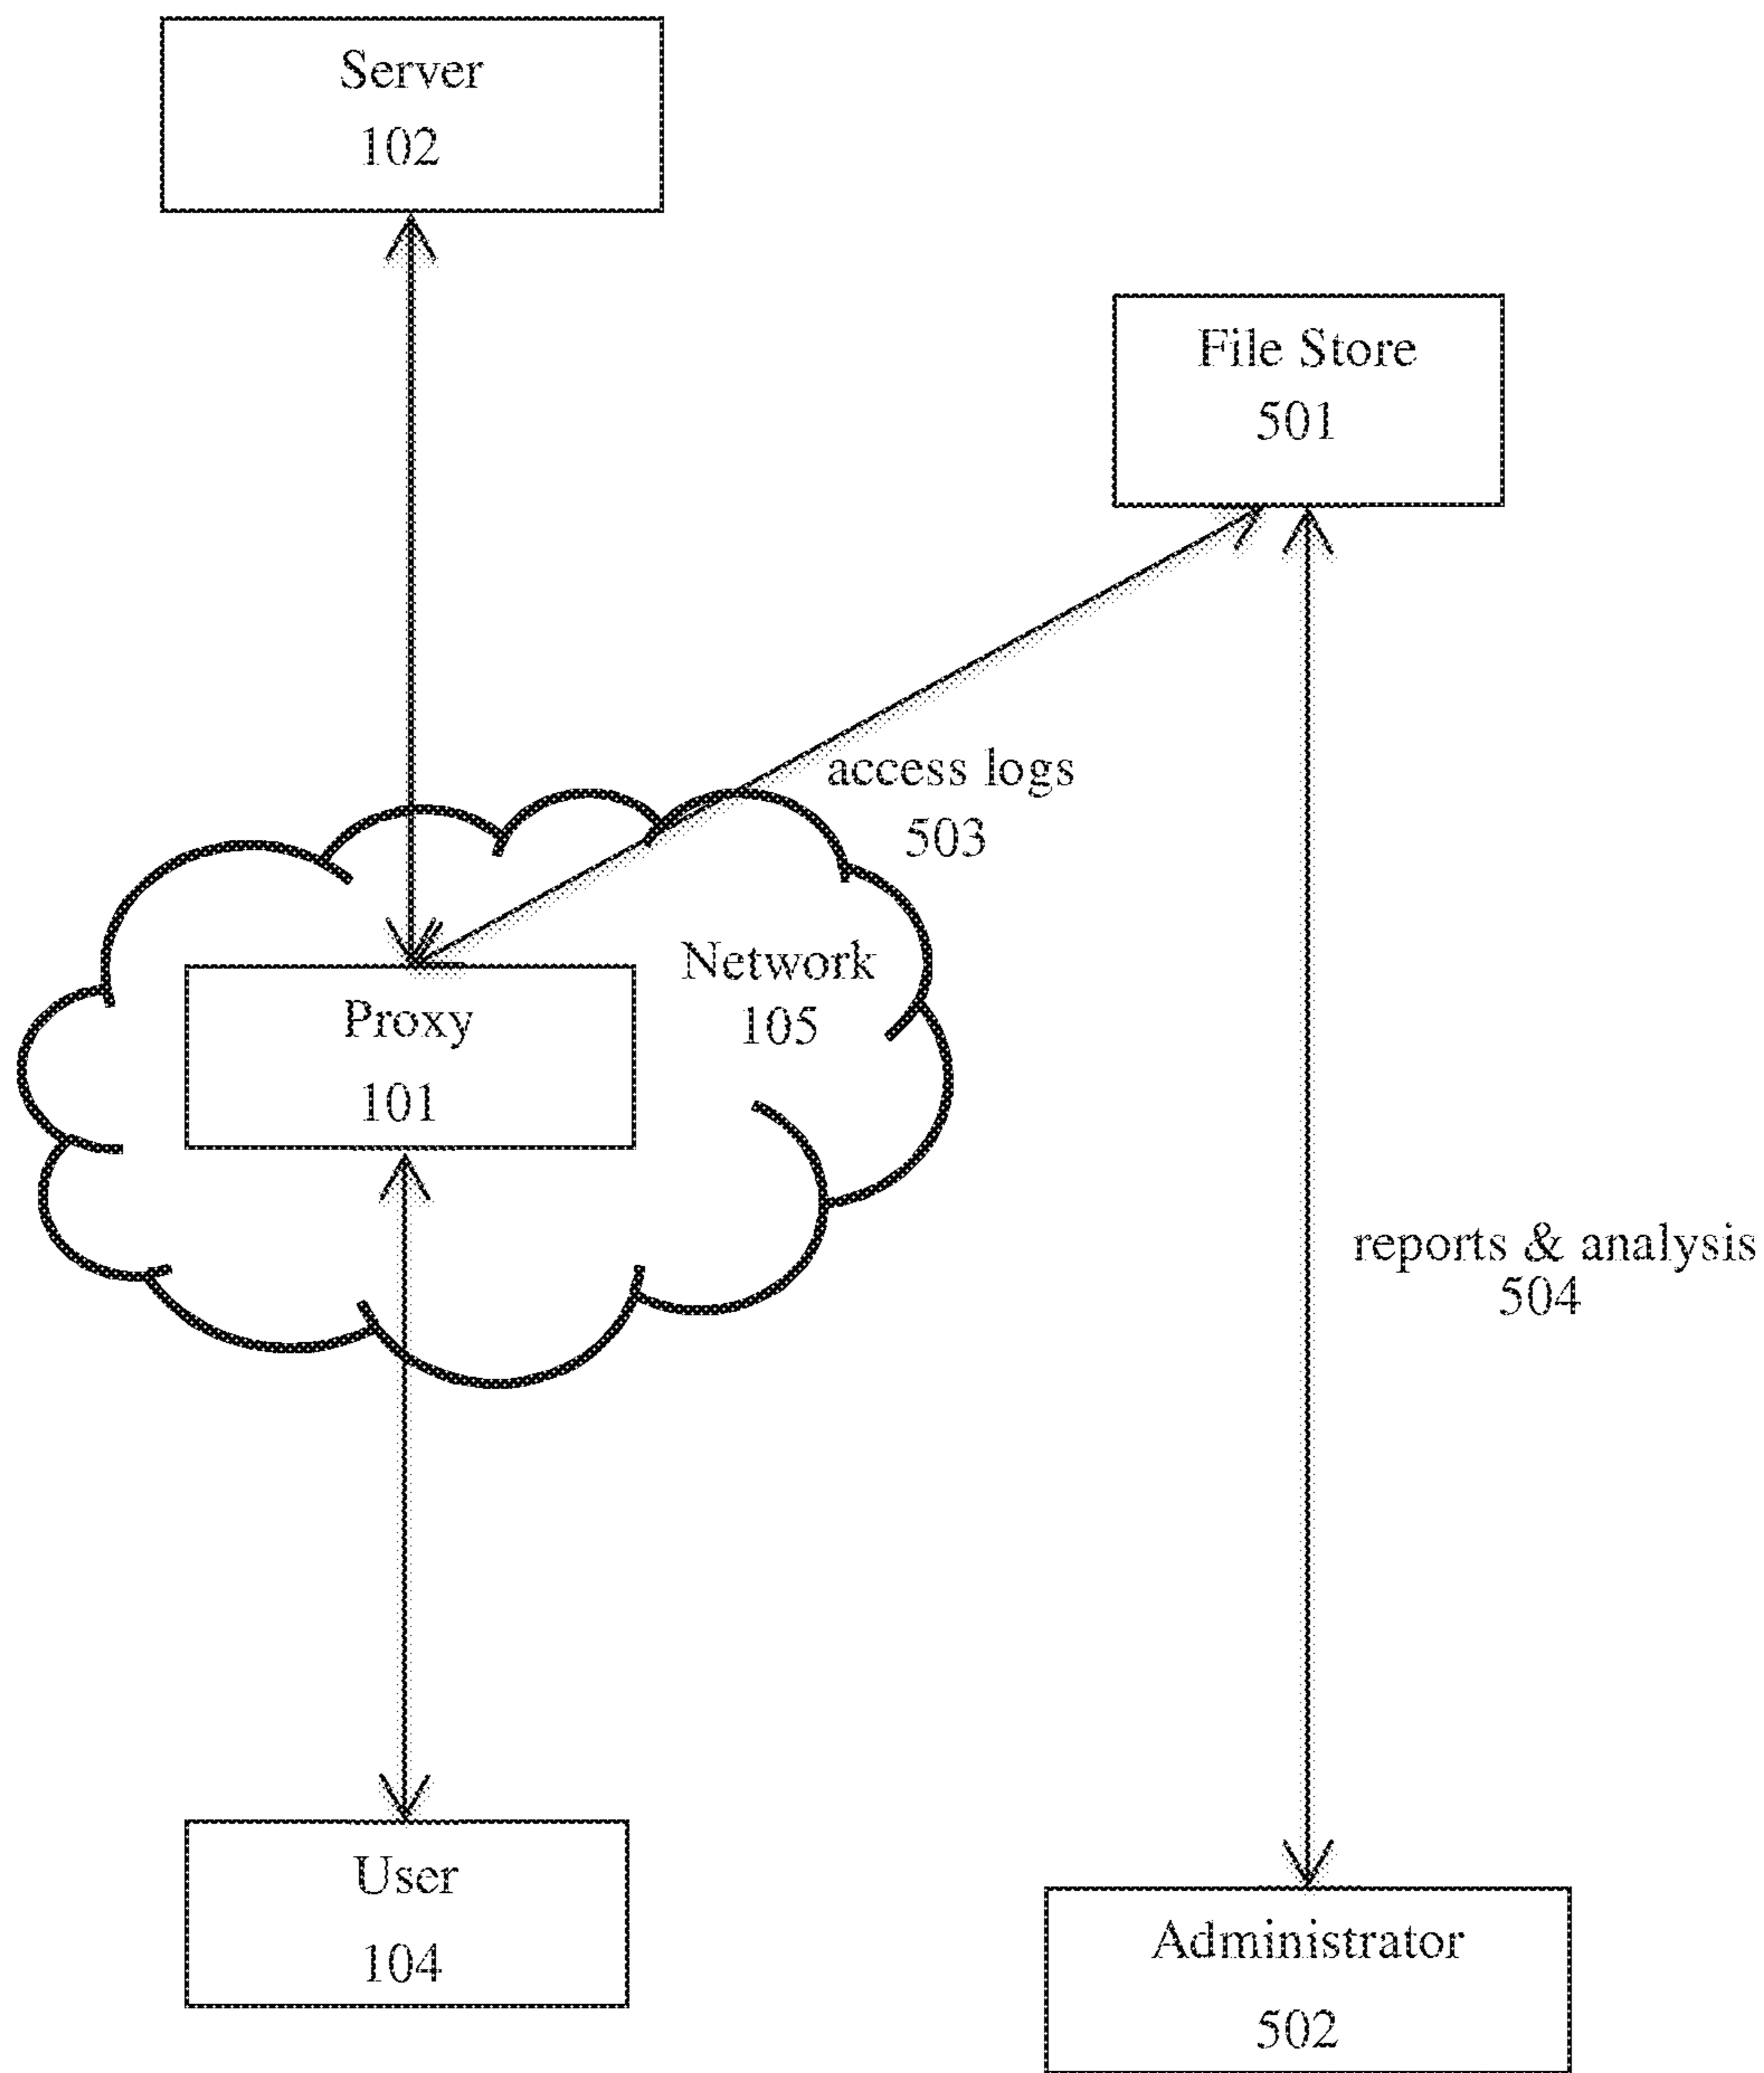 Server
102
File Store
501
access logs
503
Network
105
Proxy
101
reports & analysis
504
User
104
Administrator
502